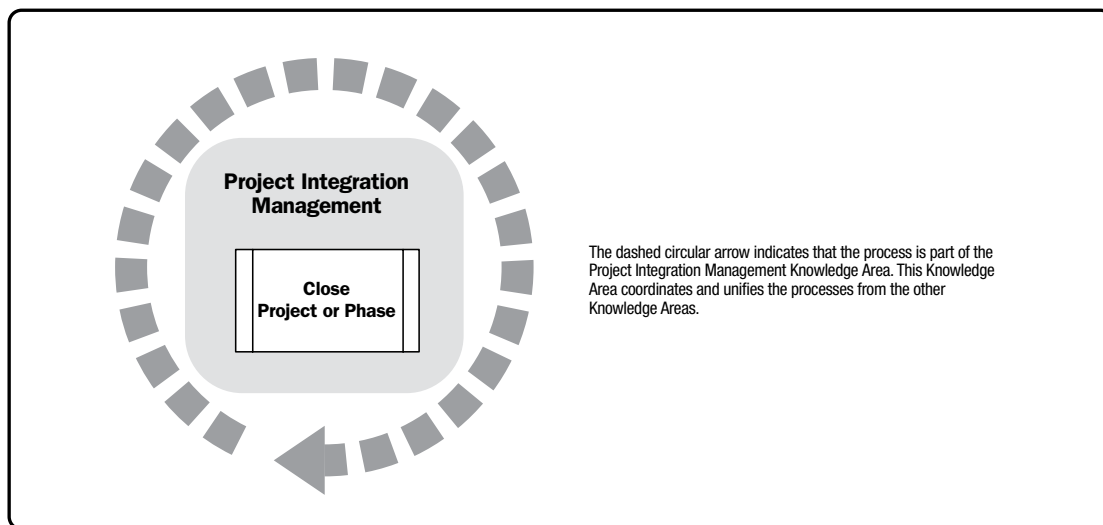 Project Integration
Management
Close
Project or Phase
The dashed circular arrow indicates that the process is part of the
Project Integration Management Knowledge Area. This Knowledge
Area coordinates and unifies the processes from the other
Knowledge Areas.